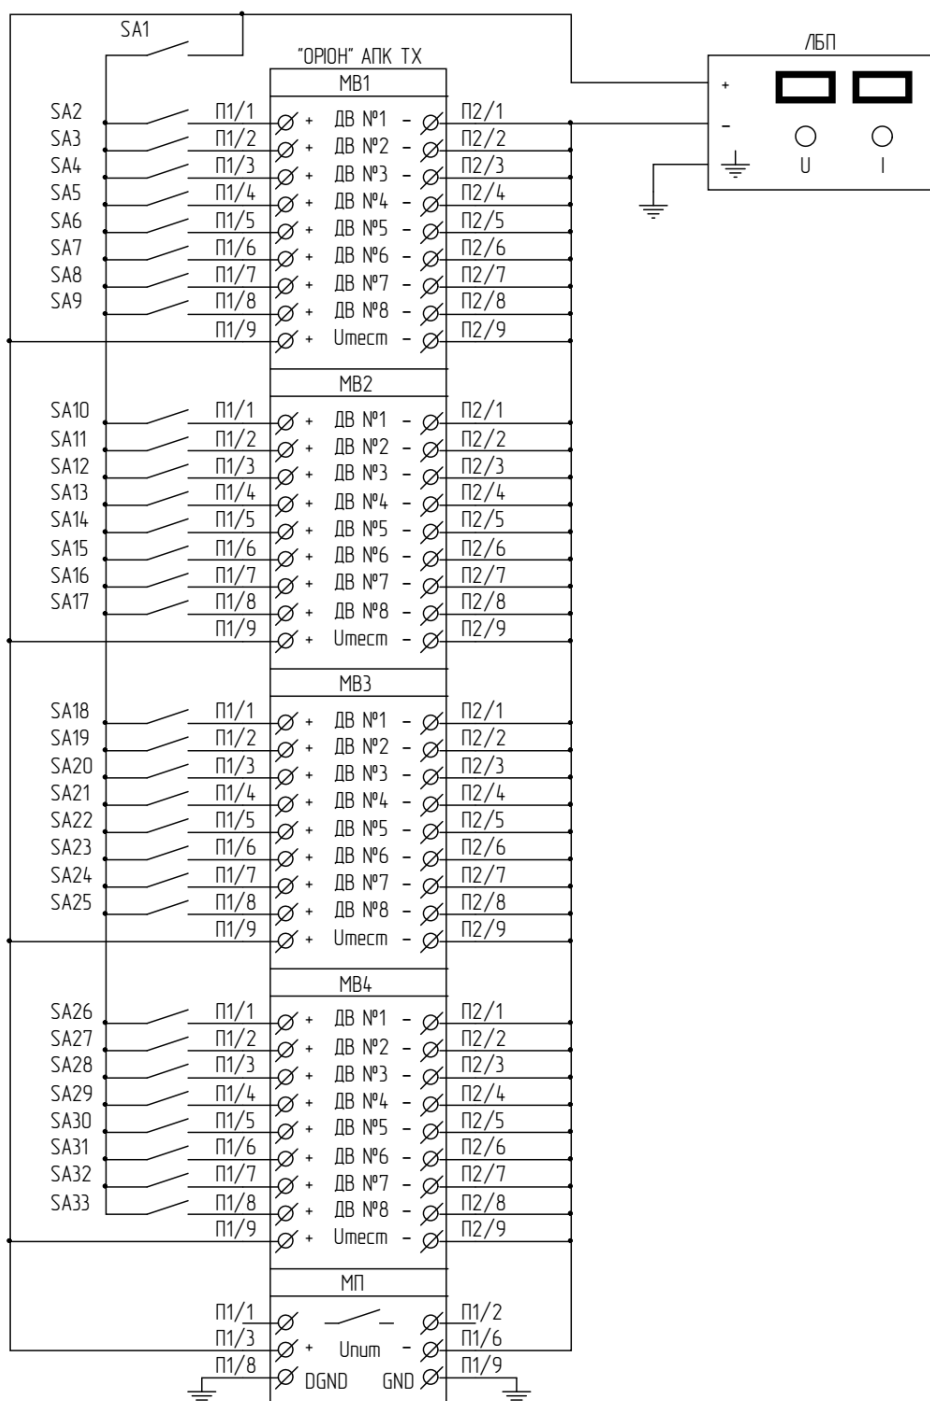 SA1
"ОРІОН" АПК ТХ
ЛБП
МВ1
+
−
U I
SA2 П1/1 + ДВ №1 - П2/1
SA3 П1/2 + ДВ №2 - П2/2
SA4 П1/3 + ДВ №3 - П2/3
SA5 П1/4 + ДВ №4 - П2/4
SA6 П1/5 + ДВ №5 - П2/5
SA7 П1/6 + ДВ №6 - П2/6
SA8 П1/7 + ДВ №7 - П2/7
SA9 П1/8 + ДВ №8 - П2/8
П1/9 + Uтест - П2/9
МВ2
SA10 П1/1 + ДВ №1 - П2/1
SA11 П1/2 + ДВ №2 - П2/2
SA12 П1/3 + ДВ №3 - П2/3
SA13 П1/4 + ДВ №4 - П2/4
SA14 П1/5 + ДВ №5 - П2/5
SA15 П1/6 + ДВ №6 - П2/6
SA16 П1/7 + ДВ №7 - П2/7
SA17 П1/8 + ДВ №8 - П2/8
П1/9 + Uтест - П2/9
МВ3
SA18 П1/1 + ДВ №1 - П2/1
SA19 П1/2 + ДВ №2 - П2/2
SA20 П1/3 + ДВ №3 - П2/3
SA21 П1/4 + ДВ №4 - П2/4
SA22 П1/5 + ДВ №5 - П2/5
SA23 П1/6 + ДВ №6 - П2/6
SA24 П1/7 + ДВ №7 - П2/7
SA25 П1/8 + ДВ №8 - П2/8
П1/9 + Uтест - П2/9
МВ4
SA26 П1/1 + ДВ №1 - П2/1
SA27 П1/2 + ДВ №2 - П2/2
SA28 П1/3 + ДВ №3 - П2/3
SA29 П1/4 + ДВ №4 - П2/4
SA30 П1/5 + ДВ №5 - П2/5
SA31 П1/6 + ДВ №6 - П2/6
SA32 П1/7 + ДВ №7 - П2/7
SA33 П1/8 + ДВ №8 - П2/8
П1/9 + Uтест - П2/9
МП
П1/1 П1/2
П1/3 + Uпит - П1/6
П1/8 DGND GND П1/9